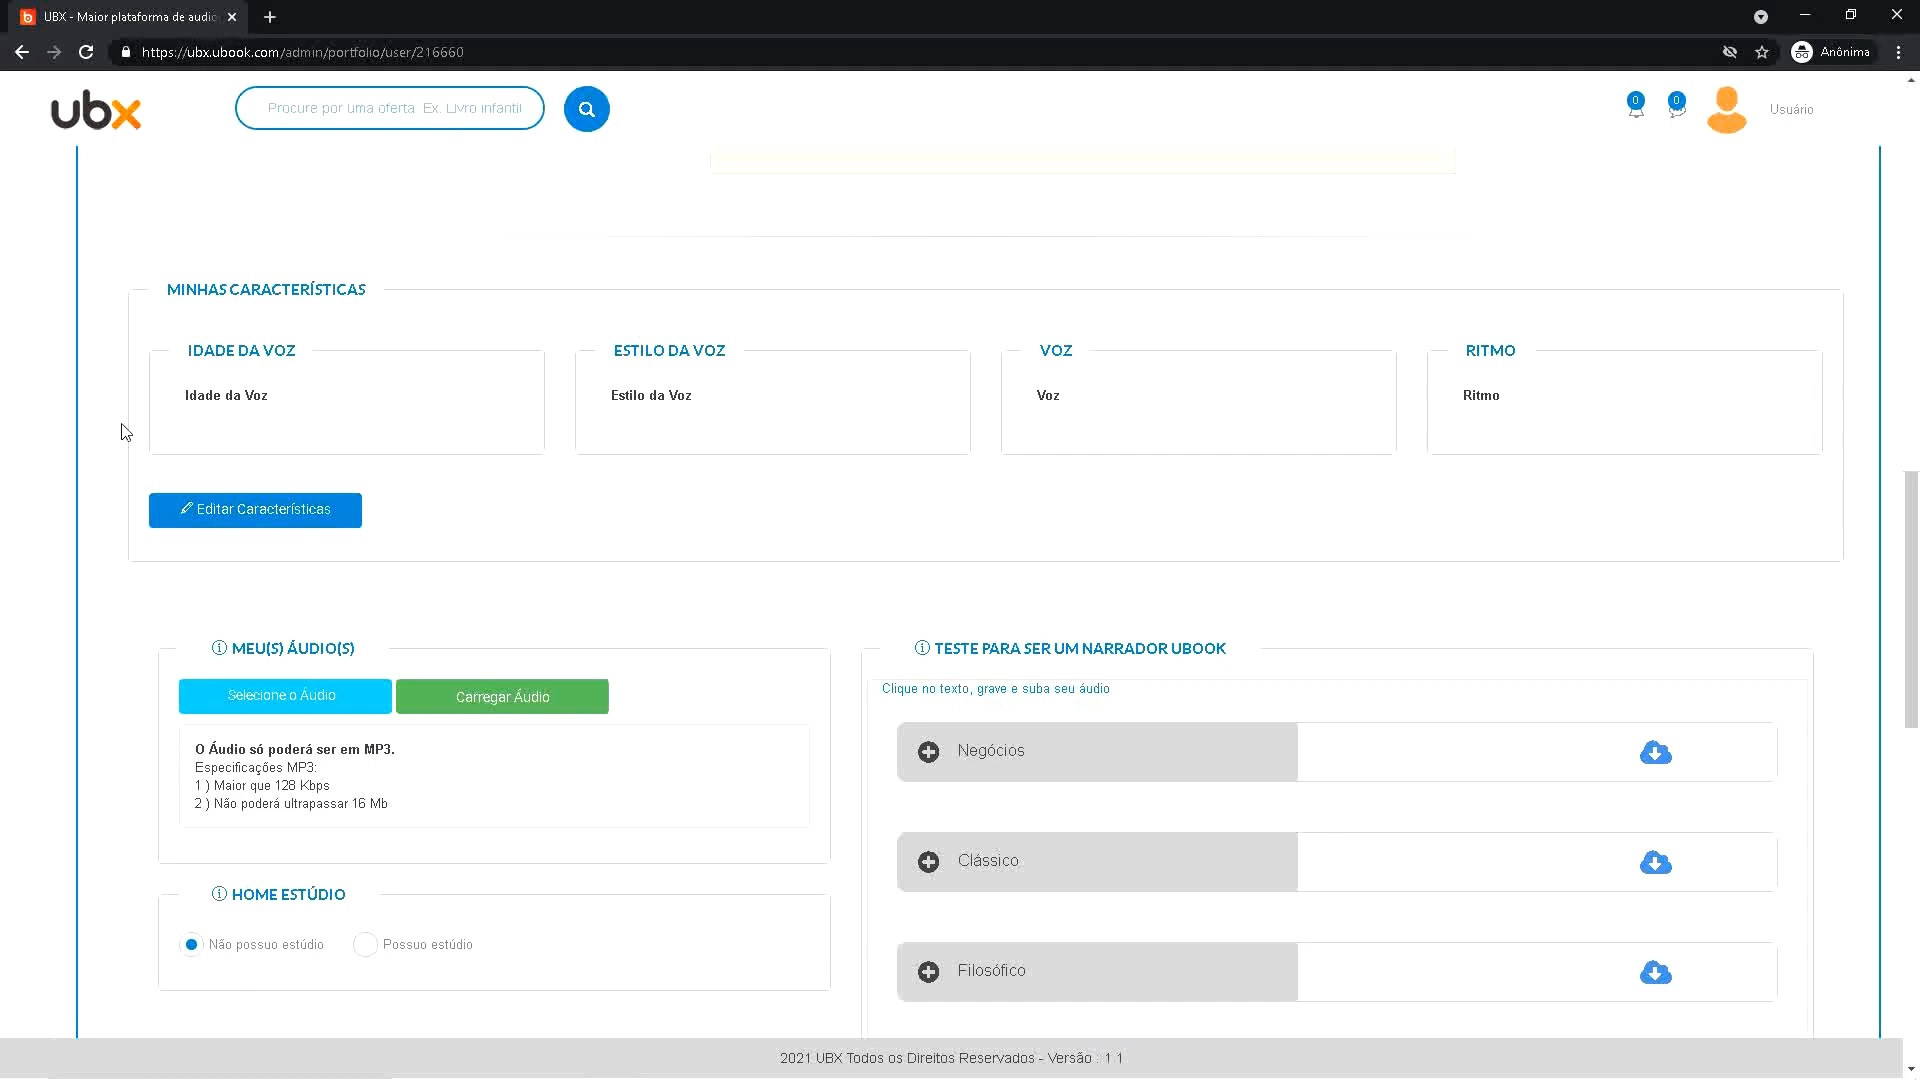 UBX - Maior plataforma de audio
https://ubx.ubook.com/admin/portfolio/user/216660
Anônima
ubx
Procure por uma oferta. Ex. Livro infantil
0
0
Usuário
MINHAS CARACTERÍSTICAS
IDADE DA VOZ
ESTILO DA VOZ
VOZ
RITMO
Idade da Voz
Estilo da Voz
Voz
Ritmo
Editar Características
MEU(S) ÁUDIO(S)
Selecione o Áudio
Carregar Áudio
O Áudio só poderá ser em MP3.
Especificações MP3:
1 ) Maior que 128 Kbps
2 ) Não poderá ultrapassar 16 Mb
HOME ESTÚDIO
Não possuo estúdio
Possuo estúdio
TESTE PARA SER UM NARRADOR UBOOK
Clique no texto, grave e suba seu áudio
Negócios
Clássico
Filosófico
2021 UBX Todos os Direitos Reservados - Versão : 1.1